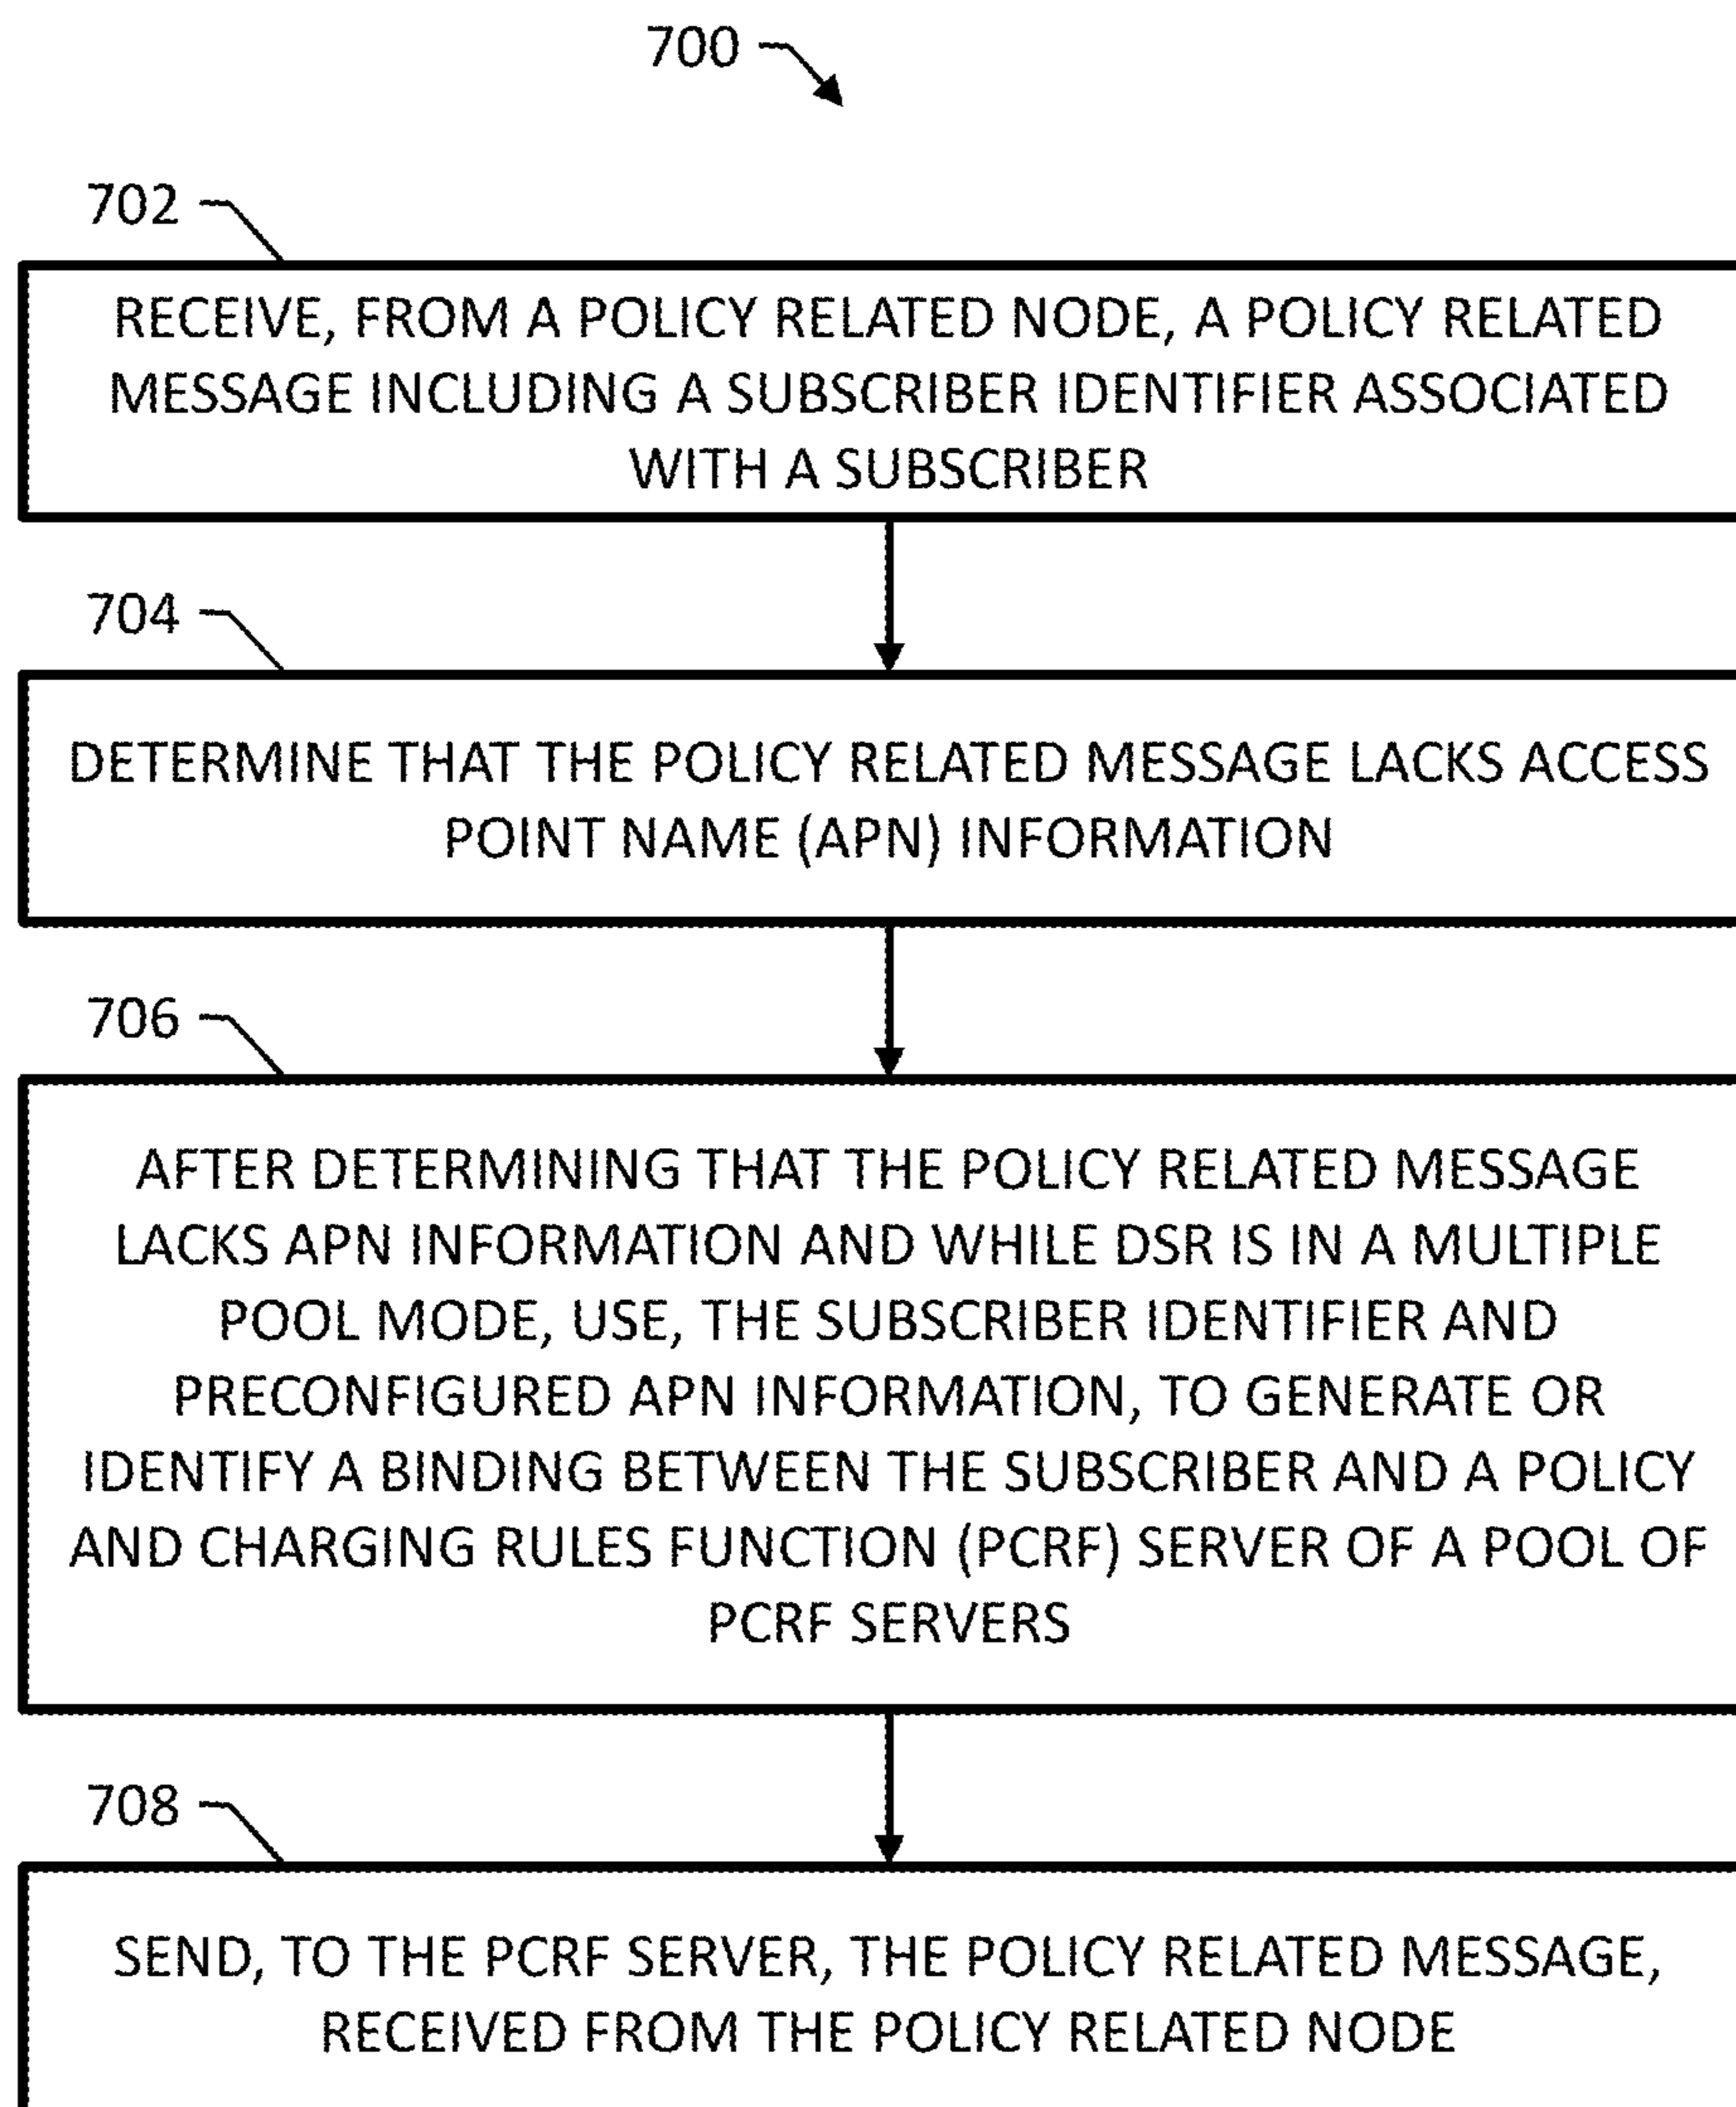 700
702
RECEIVE, FROM A POLICY RELATED NODE, A POLICY RELATED
MESSAGE INCLUDING A SUBSCRIBER IDENTIFIER ASSOCIATED
WITH A SUBSCRIBER
704
DETERMINE THAT THE POLICY RELATED MESSAGE LACKS ACCESS
POINT NAME (APN) INFORMATION
706
AFTER DETERMINING THAT THE POLICY RELATED MESSAGE
LACKS APN INFORMATION AND WHILE DSR IS IN A MULTIPLE
POOL MODE, USE, THE SUBSCRIBER IDENTIFIER AND
PRECONFIGURED APN INFORMATION, TO GENERATE OR
IDENTIFY A BINDING BETWEEN THE SUBSCRIBER AND A POLICY
AND CHARGING RULES FUNCTION (PCRF) SERVER OF A POOL OF
PCRF SERVERS
708
SEND, TO THE PCRF SERVER, THE POLICY RELATED MESSAGE,
RECEIVED FROM THE POLICY RELATED NODE